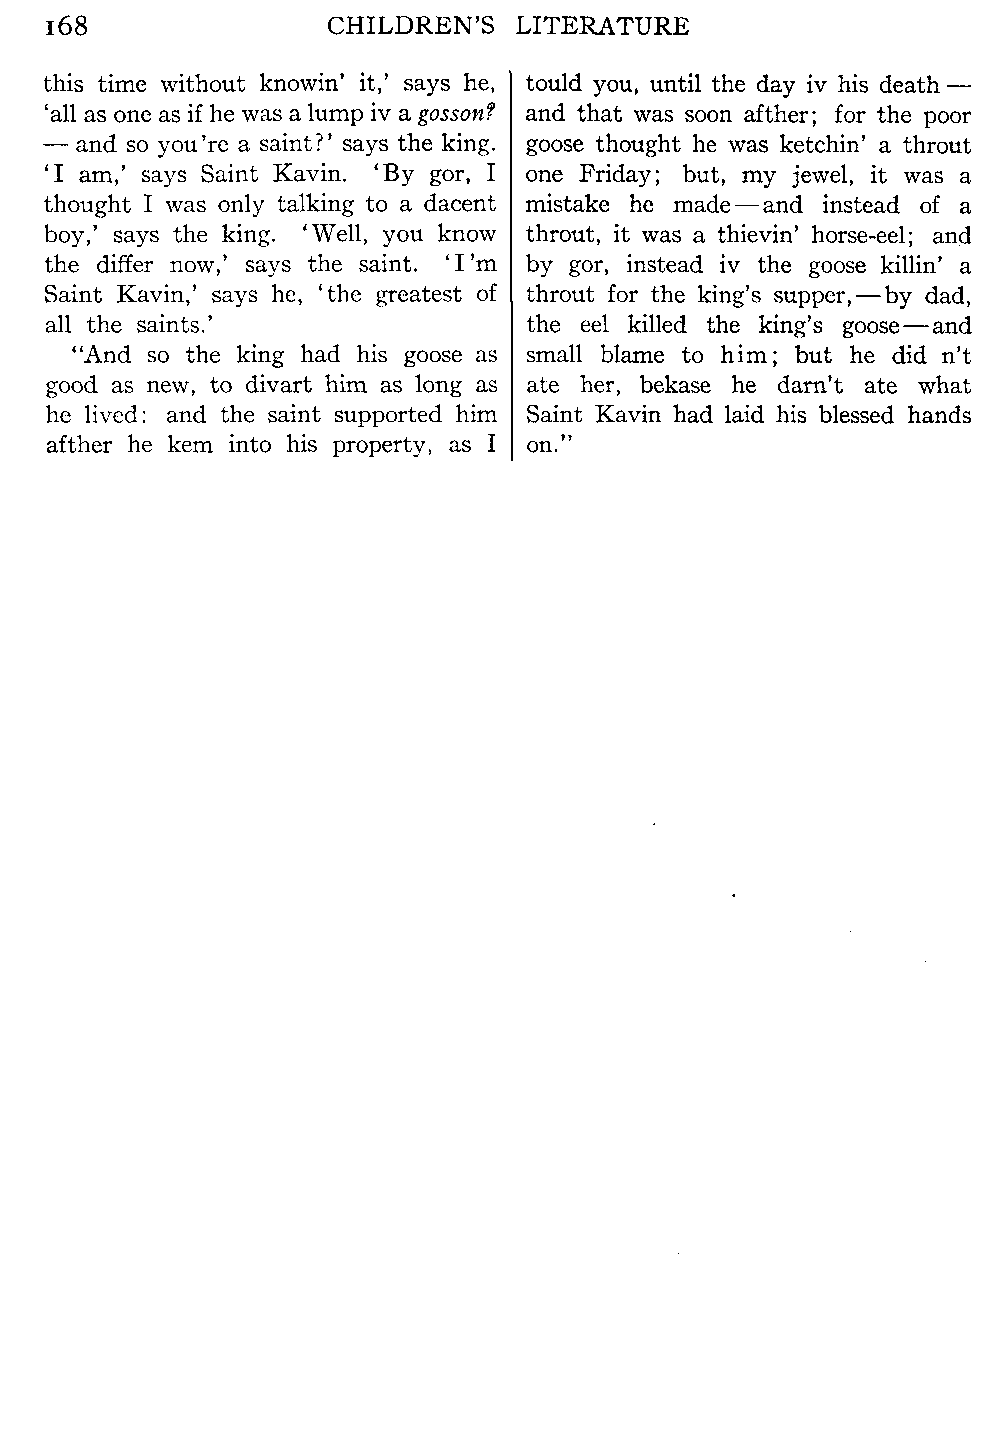 168 CHILDREN'S LITERATURE
this time without knowin' it,' says he,
'all as one as if he was a lump iv a gosson?
— and so you're a saint?' says the king.
'I am,' says Saint Kavin. 'By gor, I
thought I was only talking to a dacent
boy,' says the king. 'Well, you know
the differ now,' says the saint. 'I'm
Saint Kavin,' says he, 'the greatest of
all the saints.'
"And so the king had his goose as
good as new, to divart him as long as
he lived: and the saint supported him
afther he kem into his property, as I
tould you, until the day iv his death —
and that was soon afther; for the poor
goose thought he was ketchin' a throut
one Friday; but, my jewel, it was a
mistake he made—and instead of a
throut, it was a thievin' horse-eel; and
by gor, instead iv the goose killin' a
throut for the king's supper,—by dad,
the eel killed the king's goose—and
small blame to him; but he did n't
ate her, bekase he darn't ate what
Saint Kavin had laid his blessed hands
on."